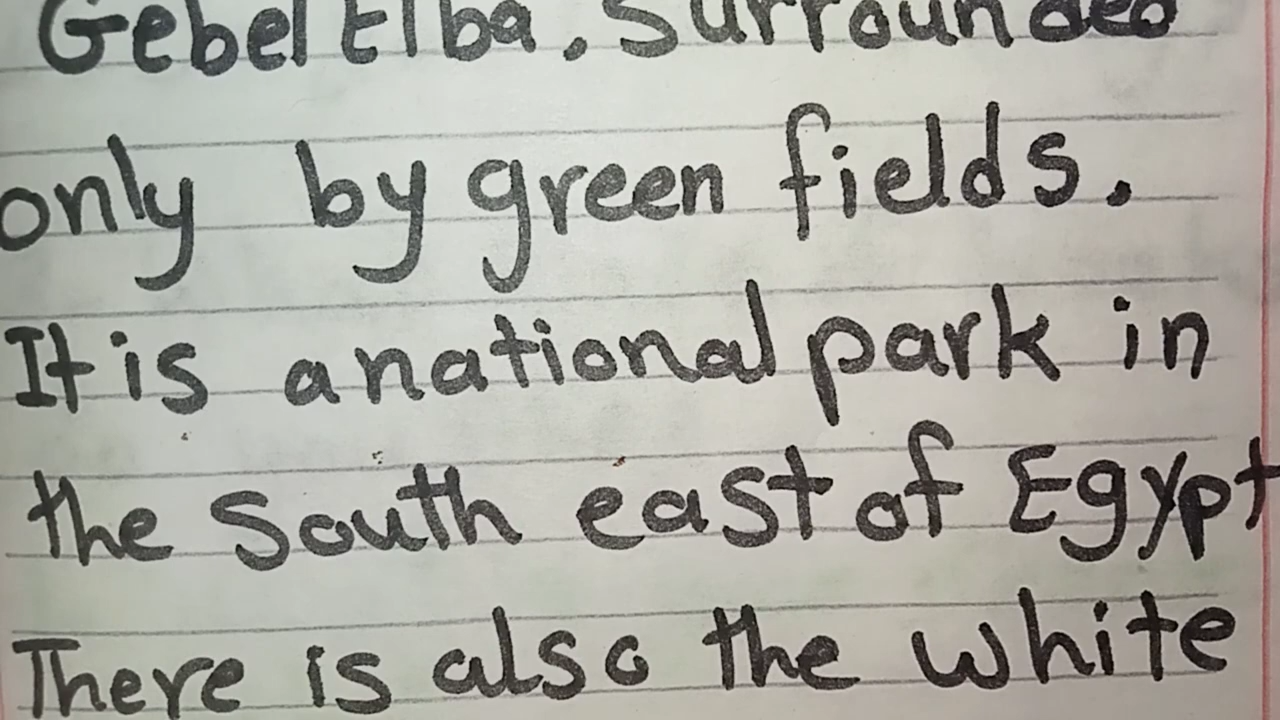 Gebel Elba, Surrounded
only by green fields.
It is a national park in
the South east of Egypt
There is also the white